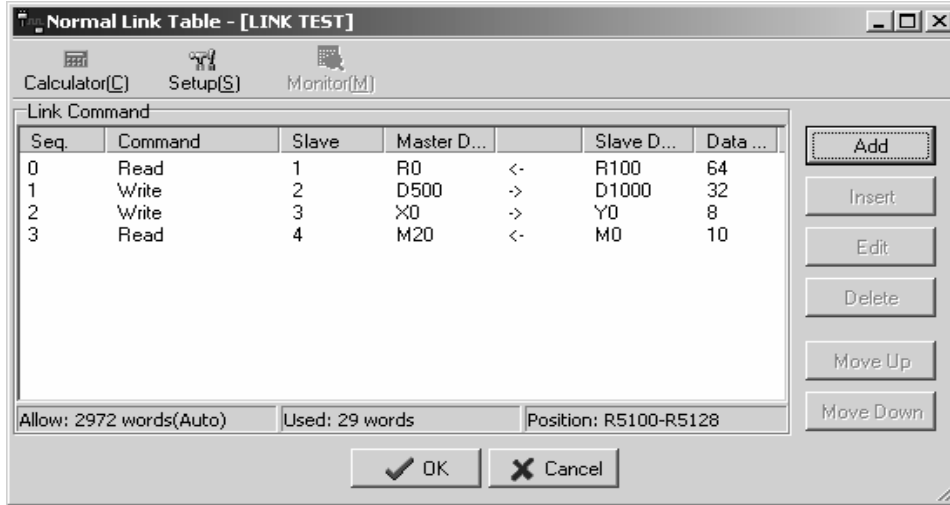 Normal Link Table - [LINK TEST]
Calculator(C) Setup(S) Monitor(M)
Link Command
Seq. Command Slave Master D... Slave D... Data ...
0 Read 1 R0 <- R100 64
1 Write 2 D500 -> D1000 32
2 Write 3 X0 -> Y0 8
3 Read 4 M20 <- M0 10
Add
Insert
Edit
Delete
Move Up
Move Down
Allow: 2972 words(Auto) Used: 29 words Position: R5100-R5128
OK Cancel